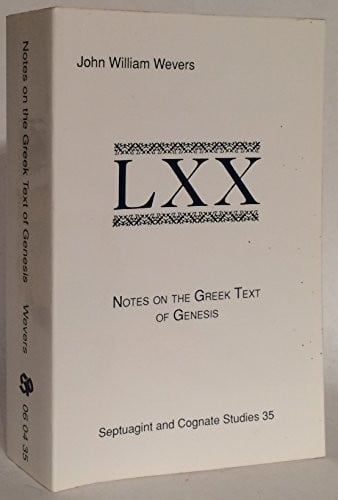 John William Wevers
LXX
NOTES ON THE GREEK TEXT
OF GENESIS
Septuagint and Cognate Studies 35
Notes on the Greek Text of Genesis Wevers 06 04 35